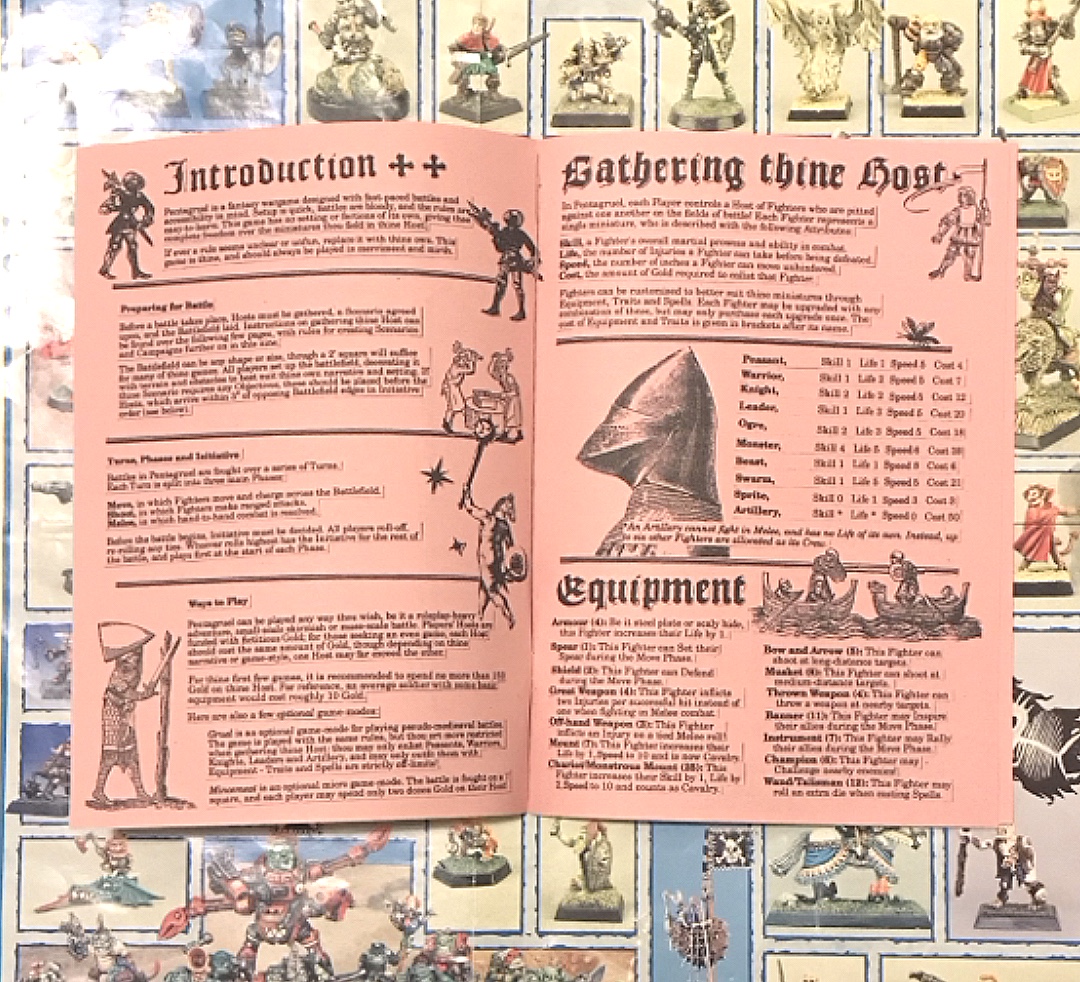 Introduction ++
Pentagruel is a fantasy wargame designed with fast-paced battles and
flexibility in mind. Setup is quick, battles are bloody, and the rules are
easy-to-learn. This game has no setting or factions of its own, giving thee
complete freedom over the miniatures thou field in thine Host.
If ever a rule seems unclear or unfun, replace it with thine own. This
game is thine, and should always be played in merriment and mirth.
Preparing for Battle
Before a battle takes place, Hosts must be gathered, a Scenario agreed
upon, and the Battlefield laid. Instructions on gathering thine Host can
be found over the following few pages, with rules for creating Scenarios
and Campaigns further on in this zine.
The Battlefield can be any shape or size, though a 2' square will suffice
for many of thine games. All players set up the battlefield, decorating it
with terrain and obstacles to best suit thine own narrative and setting. If
thine Scenario requires any Objectives, these should be placed before the
Hosts, which arrive within 3" of opposing Battlefield edges in Initiative
order (see below).
Turns, Phases and Initiative
Battles in Pentagruel are fought over a series of Turns.
Each Turn is split into three main Phases:
Move, in which Fighters move and charge across the Battlefield.
Shoot, in which Fighters make ranged attacks.
Melee, in which hand-to-hand combat is resolved.
Before the battle begins, Initiative must be decided. All players roll-off,
re-rolling any ties. Whoever rolls highest has the Initiative for the rest of
the battle, and plays first at the start of each Phase.
Ways to Play
Pentagruel can be played any way thou wish, be it a roleplay-heavy
adventure, small-scale skirmish or mass-scale battle. Players' Hosts are
funded with fictitious Gold; for those seeking an even game, each Host
should cost the same amount of Gold, though depending on thine
narrative or game-style, one Host may far exceed the other.
For thine first few games, it is recommended to spend no more than
Gold on thine Host. For reference, an average soldier with some basic
equipment would cost roughly 10 Gold.
Here are also a few optional game-modes:
Gruel is an optional game-mode for playing pseudo-medieval battles.
The game is played with the same rules, but thou art more restricted
when gathering thine Host; thou may only enlist Peasants, Warriors,
Knights, Leaders and Artillery, and may only outfit them with
Equipment - Traits and Spells are strictly off-limits!
is an optional micro game-mode. The battle is fought on a
square, and each player may spend only two dozen Gold on their Host
Gathering thine Host
In Pentagruel, each Player controls a Host of Fighters who are pitted
against one another on the fields of battle! Each Fighter represents a
single miniature, who is described with the following Attributes:
Skill, a Fighter's overall martial prowess and ability in combat.
Life, the number of Injuries a Fighter can take before being defeated.
Speed, the number of inches a Fighter can move unhindered.
Cost, the amount of Gold required to enlist that Fighter.
Fighters can be customised to better suit thine miniatures through
Equipment, Traits and Spells. Each Fighter may be upgraded with any
combination of these, but may only purchase each upgrade once. The
cost of Equipment and Traits is given in brackets after its name.
Peasant, Skill 1 Life 1 Speed 5 Cost 4
Warrior, Skill 1 Life 2 Speed 5 Cost 7
Knight, Skill 2 Life 2 Speed 5 Cost 12
Leader, Skill 1 Life 3 Speed 5 Cost 20
Ogre, Skill 2 Life 3 Speed 5 Cost 18
Monster, Skill 4 Life 5 Speed 6 Cost
Beast, Skill 1 Life 1 Speed 8 Cost 6
Swarm, Skill 1 Life 5 Speed 5 Cost 21
Sprite, Skill 0 Life 1 Speed 3 Cost
Artillery, Skill * Life * Speed 0 Cost 50
*An Artillery cannot fight in Melee, and has no Life of its own. Instead, up
to six other Fighters are allocated as its Crew.
Equipment
Armour (4): Be it steel plate or scaly hide,
this Fighter increases their Life by 1.
Spear (1): This Fighter can Set their
Spear during the Move Phase.
Shield (2): This Fighter can Defend
during the Move Phase.
Great Weapon (4): This Fighter inflicts
two Injuries per successful hit instead of
one when fighting in Melee combat.
Off-hand Weapon (3): This Fighter
inflicts an Injury on a tied Melee roll.
Mount (7): This Fighter increases their
Life by 1, Speed to 10 and is now Cavalry.
Chariot/Monstrous Mount (25): This
Fighter increases their Skill by 1, Life by
2, Speed to 10 and counts as Cavalry.
Bow and Arrow (5): This Fighter can
shoot at long-distance targets.
Musket (6): This Fighter can shoot at
medium-distance targets.
Thrown Weapon (4): This Fighter can
throw a weapon at nearby targets.
Banner (11): This Fighter may Inspire
their allies during the Move Phase.
Instrument (7): This Fighter may Rally
their allies during the Move Phase.
Champion (6): This Fighter may
Challenge nearby enemies.
Wand/Talisman (12): This Fighter may
roll an extra die when casting Spells.